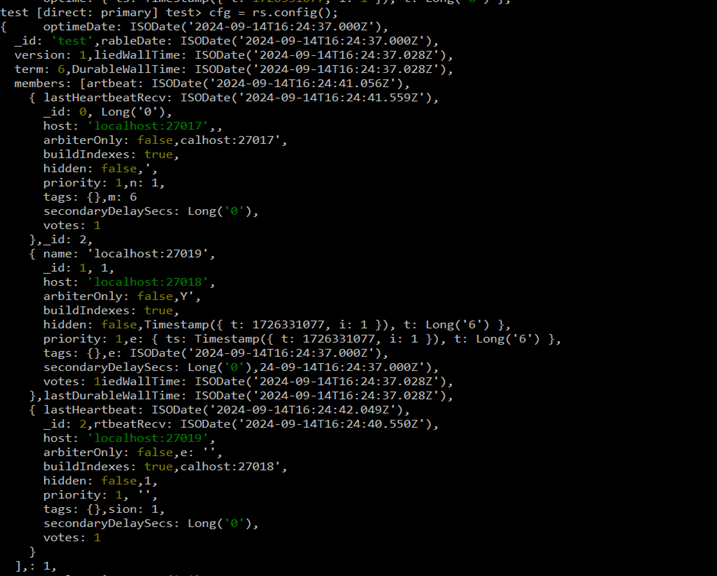 optime: { ts: Timestamp({ t: 1726331077, i: 1 }), t: Long('6') },
test [direct: primary] test> cfg = rs.config();
{     optimeDate: ISODate('2024-09-14T16:24:37.000Z'),
  _id: 'test',rableDate: ISODate('2024-09-14T16:24:37.000Z'),
  version: 1,liedWallTime: ISODate('2024-09-14T16:24:37.028Z'),
  term: 6,DurableWallTime: ISODate('2024-09-14T16:24:37.028Z'),
  members: [artbeat: ISODate('2024-09-14T16:24:41.056Z'),
    { lastHeartbeatRecv: ISODate('2024-09-14T16:24:41.559Z'),
      _id: 0, Long('0'),
      host: 'localhost:27017',,
      arbiterOnly: false,calhost:27017',
      buildIndexes: true,
      hidden: false,',
      priority: 1,n: 1,
      tags: {},m: 6
      secondaryDelaySecs: Long('0'),
      votes: 1
    },_id: 2,
    { name: 'localhost:27019',
      _id: 1, 1,
      host: 'localhost:27018',
      arbiterOnly: false,Y',
      buildIndexes: true,
      hidden: false,Timestamp({ t: 1726331077, i: 1 }), t: Long('6') },
      priority: 1,e: { ts: Timestamp({ t: 1726331077, i: 1 }), t: Long('6') },
      tags: {},e: ISODate('2024-09-14T16:24:37.000Z'),
      secondaryDelaySecs: Long('0'),24-09-14T16:24:37.000Z'),
      votes: 1iedWallTime: ISODate('2024-09-14T16:24:37.028Z'),
    },lastDurableWallTime: ISODate('2024-09-14T16:24:37.028Z'),
    { lastHeartbeat: ISODate('2024-09-14T16:24:42.049Z'),
      _id: 2,rtbeatRecv: ISODate('2024-09-14T16:24:40.550Z'),
      host: 'localhost:27019',
      arbiterOnly: false,e: '',
      buildIndexes: true,calhost:27018',
      hidden: false,1,
      priority: 1, '',
      tags: {},sion: 1,
      secondaryDelaySecs: Long('0'),
      votes: 1
    }
  ],: 1,